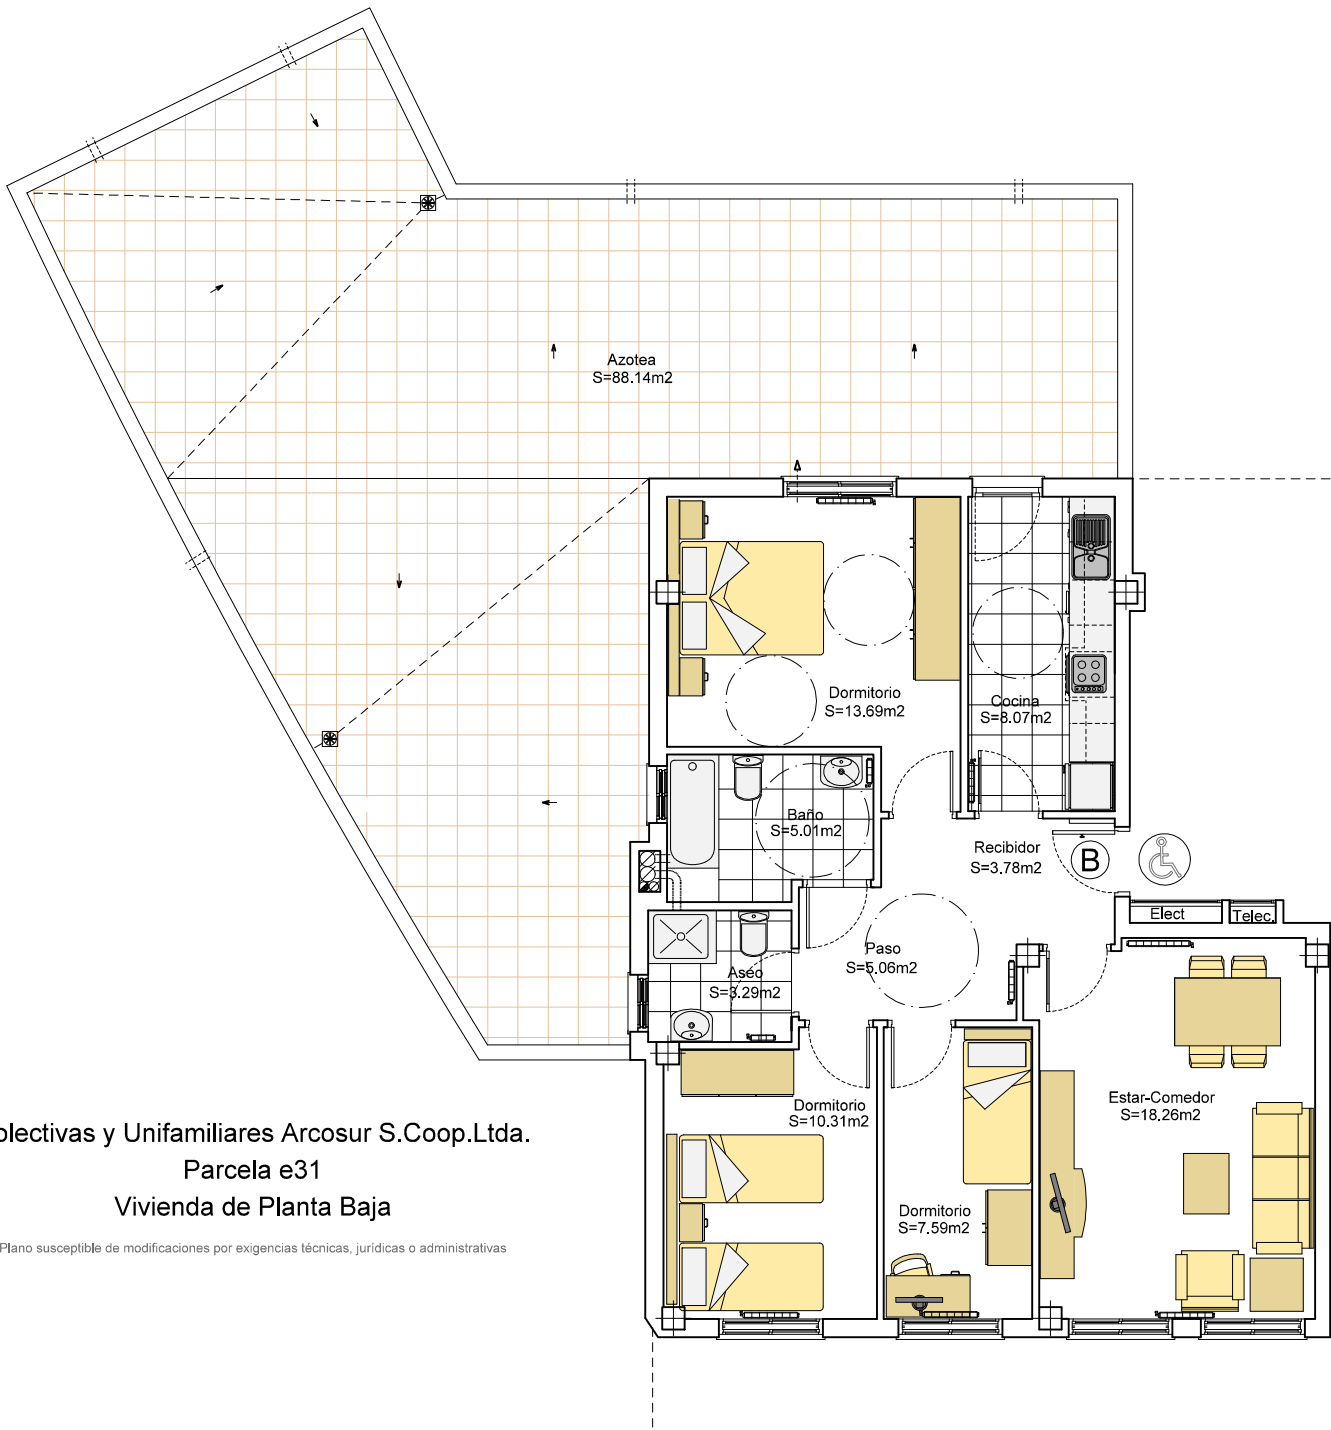 Azotea
S=88.14m2
Dormitorio
S=13.69m2
Cocina
S=8.07m2
Baño
S=5.01m2
Recibidor
S=3.78m2
B
Elect
Telec.
Paso
S=5.06m2
Aseo
S=3.29m2
Dormitorio
S=10.31m2
Estar-Comedor
S=18.26m2
Dormitorio
S=7.59m2
olectivas y Unifamiliares Arcosur S.Coop.Ltda.
Parcela e31
Vivienda de Planta Baja
Plano susceptible de modificaciones por exigencias técnicas, jurídicas o administrativas